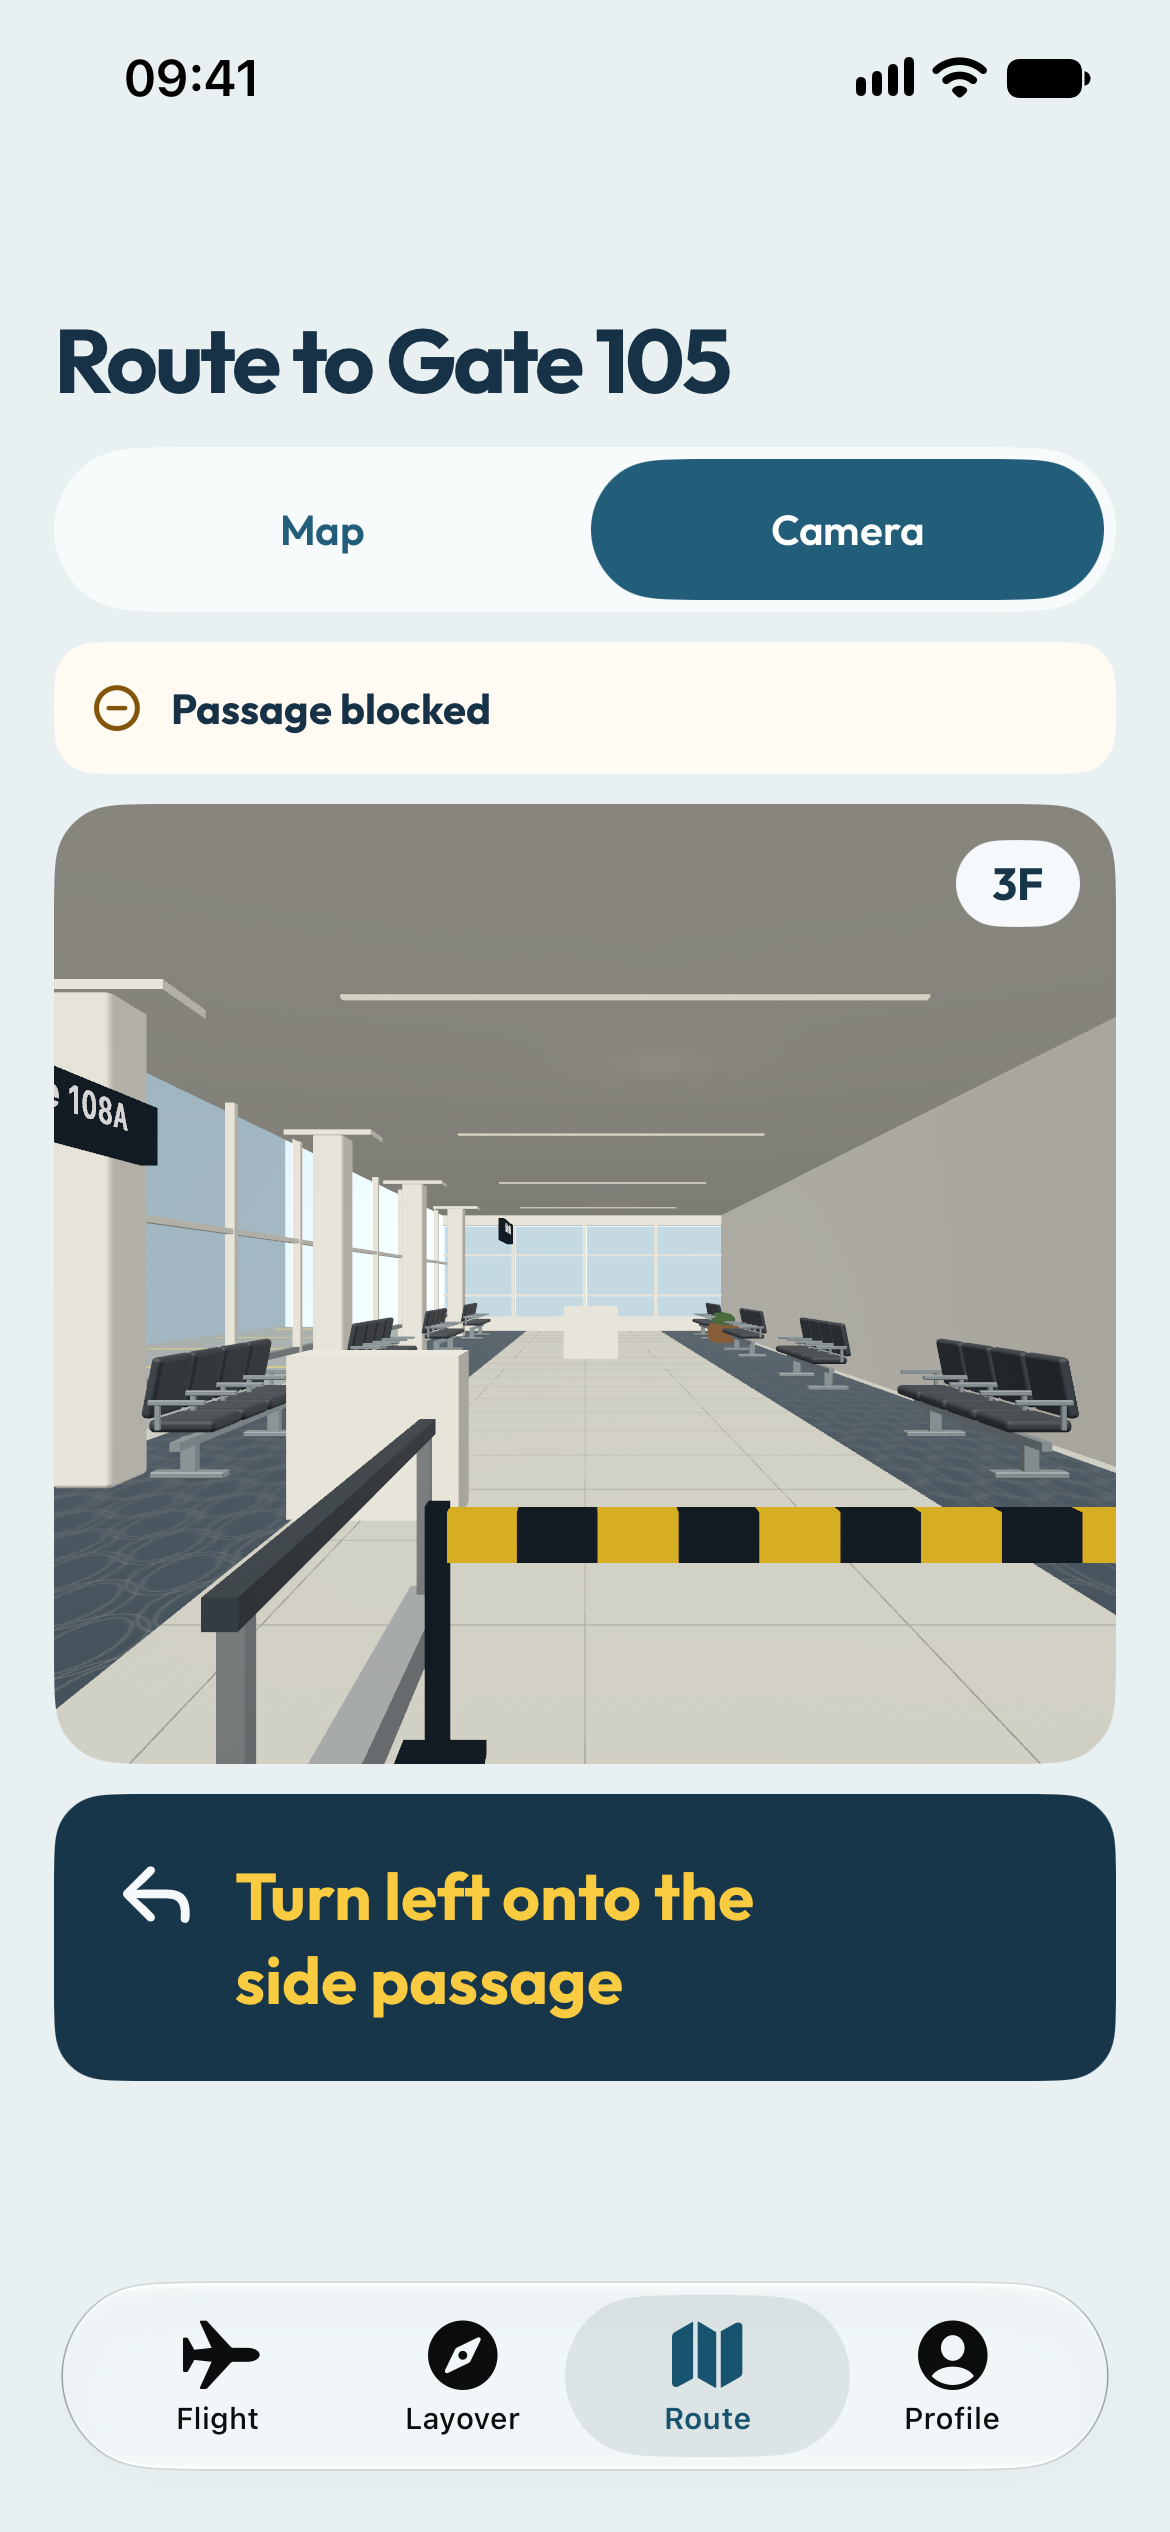 09:41
Route to Gate 105
Map
Camera
Passage blocked
3F
108A
Turn left onto the
side passage
Flight
Layover
Route
Profile